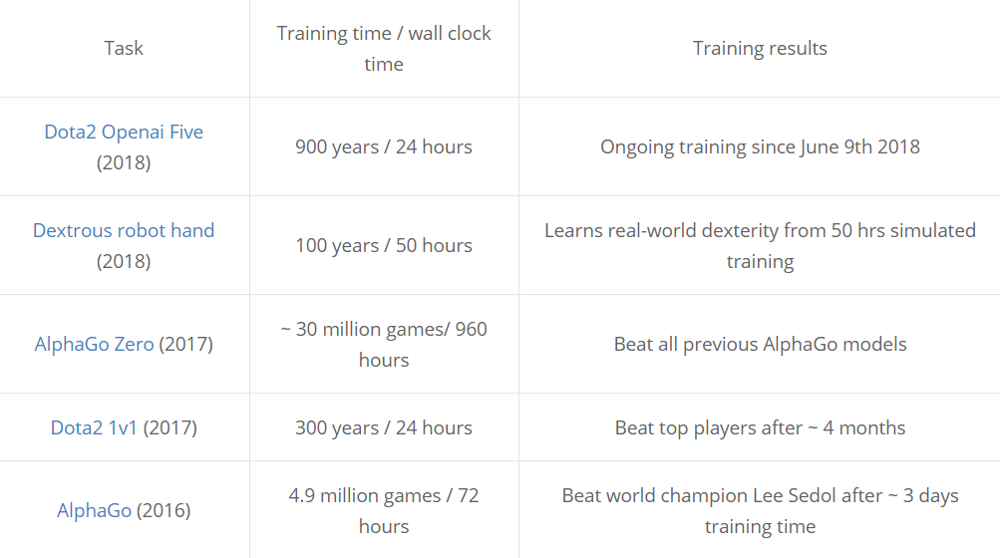 Task
Training time / wall clock
time
Training results
Dota2 Openai Five
(2018)
900 years / 24 hours
Ongoing training since June 9th 2018
Dextrous robot hand
(2018)
100 years / 50 hours
Learns real-world dexterity from 50 hrs simulated
training
AlphaGo Zero (2017)
~ 30 million games/ 960
hours
Beat all previous AlphaGo models
Dota2 1v1 (2017)
300 years / 24 hours
Beat top players after ~ 4 months
AlphaGo (2016)
4.9 million games / 72
hours
Beat world champion Lee Sedol after ~ 3 days
training time